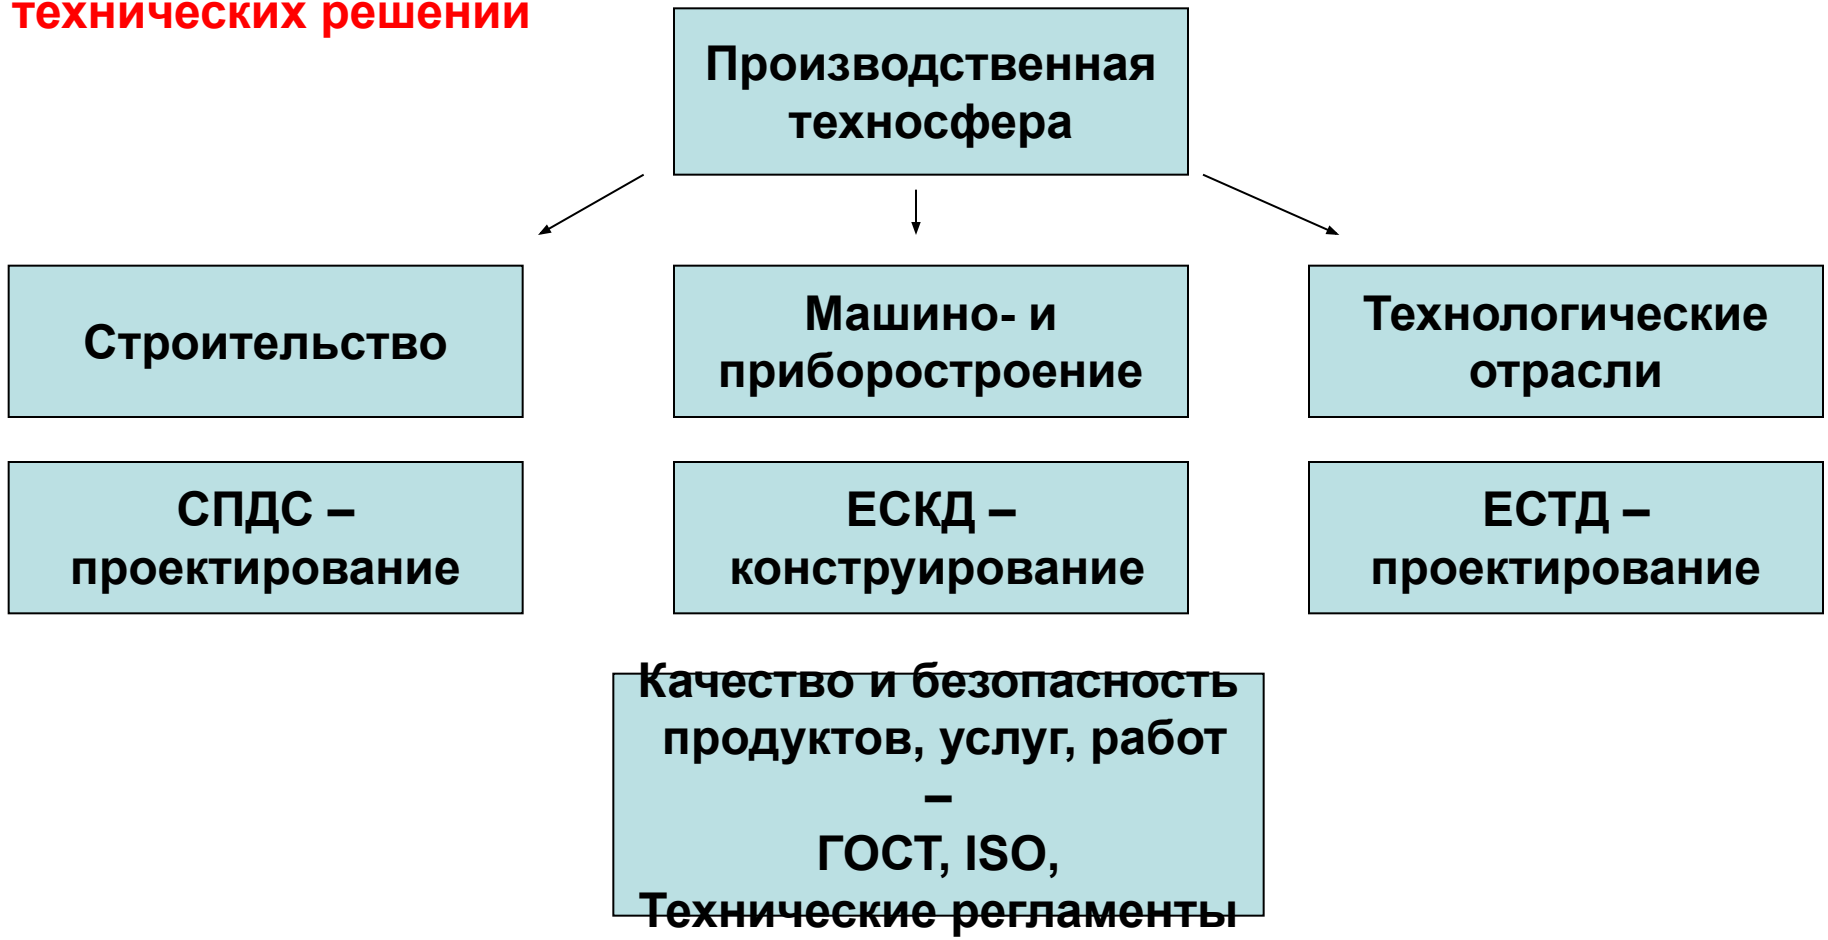 технических решений
Производственная
техносфера
Строительство
Машино- и
приборостроение
Технологические
отрасли
СПДС –
проектирование
ЕСКД –
конструирование
ЕСТД –
проектирование
Качество и безопасность
продуктов, услуг, работ
–
ГОСТ, ISO,
Технические регламенты